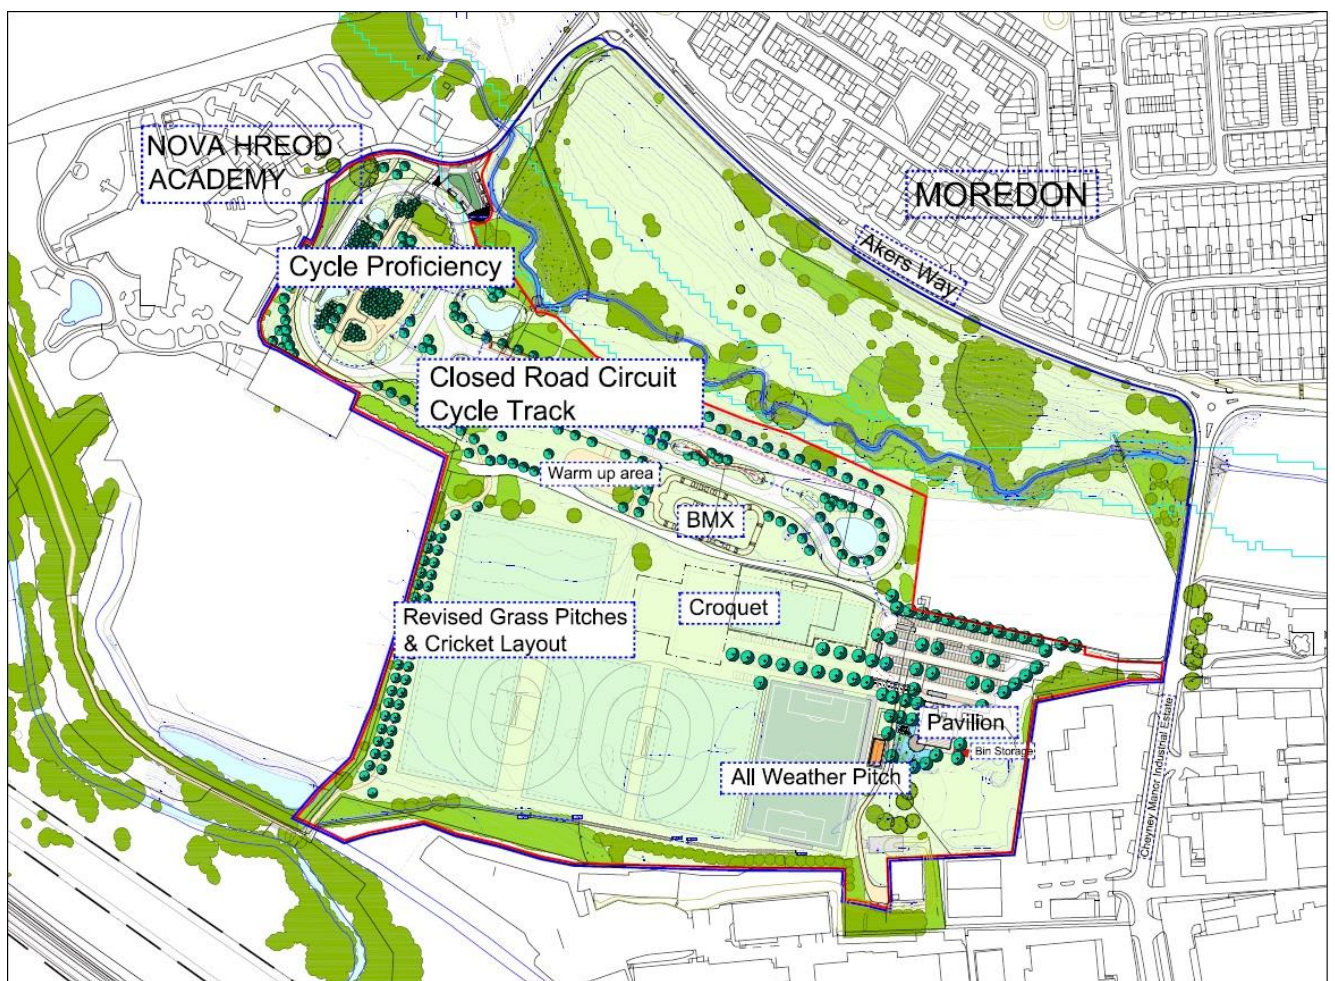 NOVA HREOD
ACADEMY
MOREDON
Akers Way
Cycle Proficiency
Closed Road Circuit
Cycle Track
Warm up area
BMX
Croquet
Revised Grass Pitches
& Cricket Layout
Pavilion
Bin Storage
All Weather Pitch
Cheyney Manor Industrial Estate